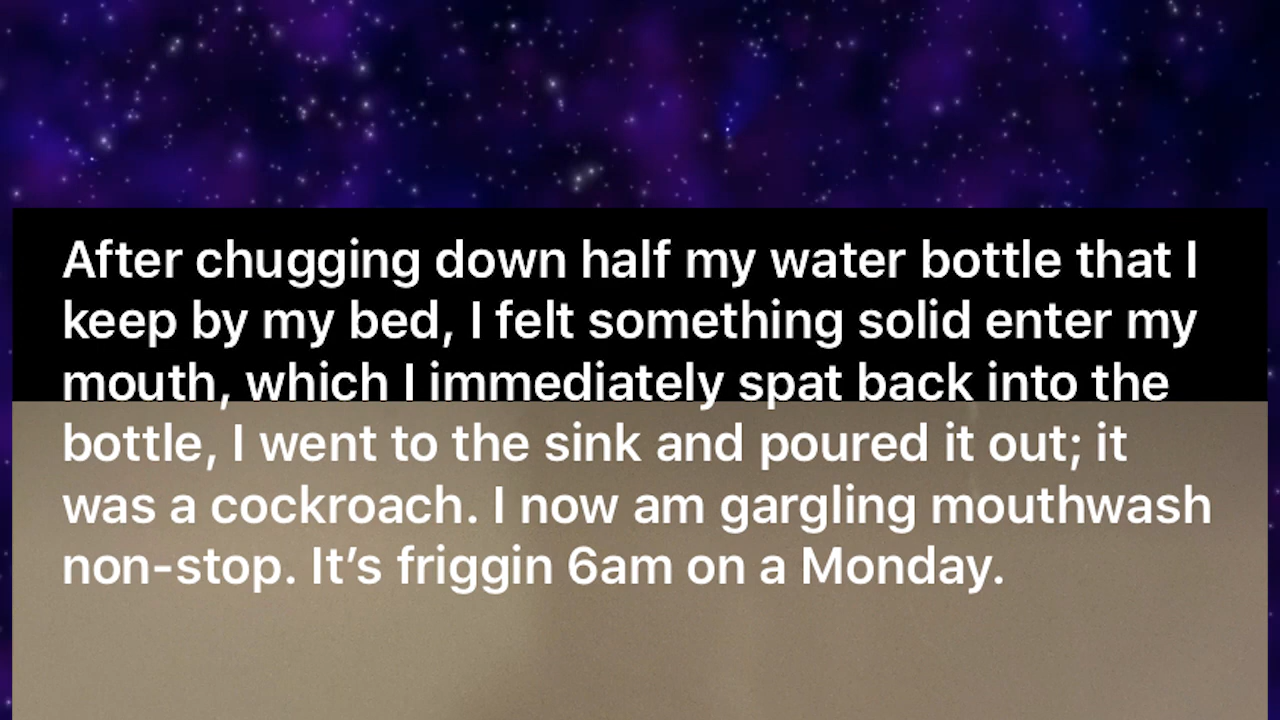 After chugging down half my water bottle that I
keep by my bed, I felt something solid enter my
mouth, which I immediately spat back into the
bottle, I went to the sink and poured it out; it
was a cockroach. I now am gargling mouthwash
non-stop. It’s friggin 6am on a Monday.